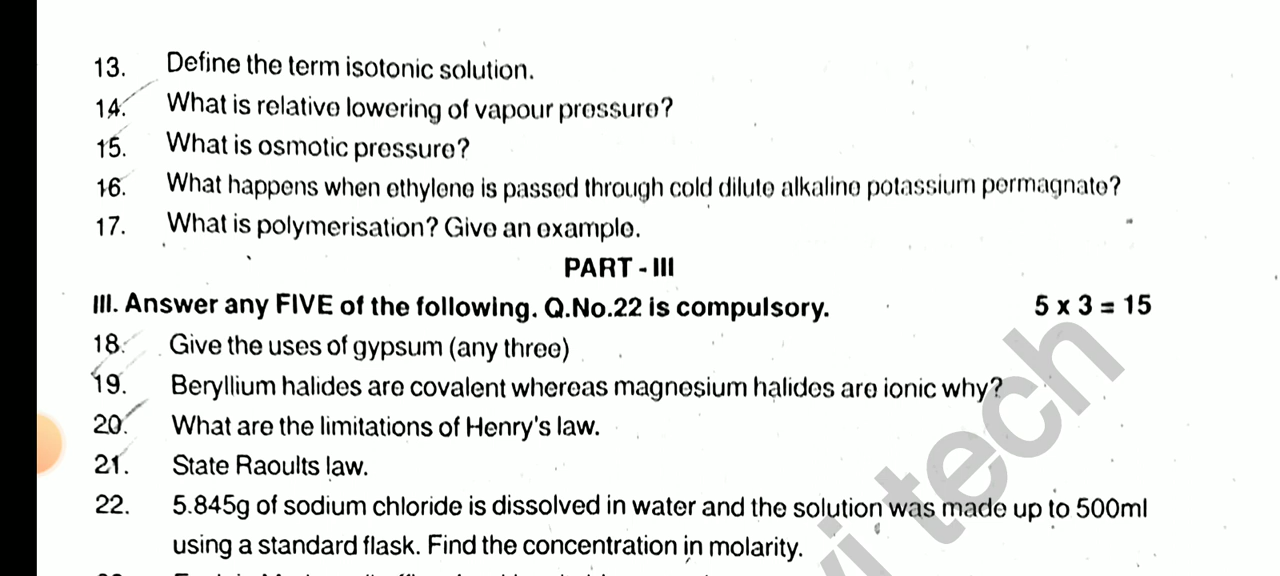 13. Define the term isotonic solution.
14. What is relative lowering of vapour pressure?
15. What is osmotic pressure?
16. What happens when ethylene is passed through cold dilute alkaline potassium permagnate?
17. What is polymerisation? Give an example.
PART - III
III. Answer any FIVE of the following. Q.No.22 is compulsory. 5 x 3 = 15
18. Give the uses of gypsum (any three)
19. Beryllium halides are covalent whereas magnesium halides are ionic why?
20. What are the limitations of Henry's law.
21. State Raoults law.
22. 5.845g of sodium chloride is dissolved in water and the solution was made up to 500ml
using a standard flask. Find the concentration in molarity.
tech